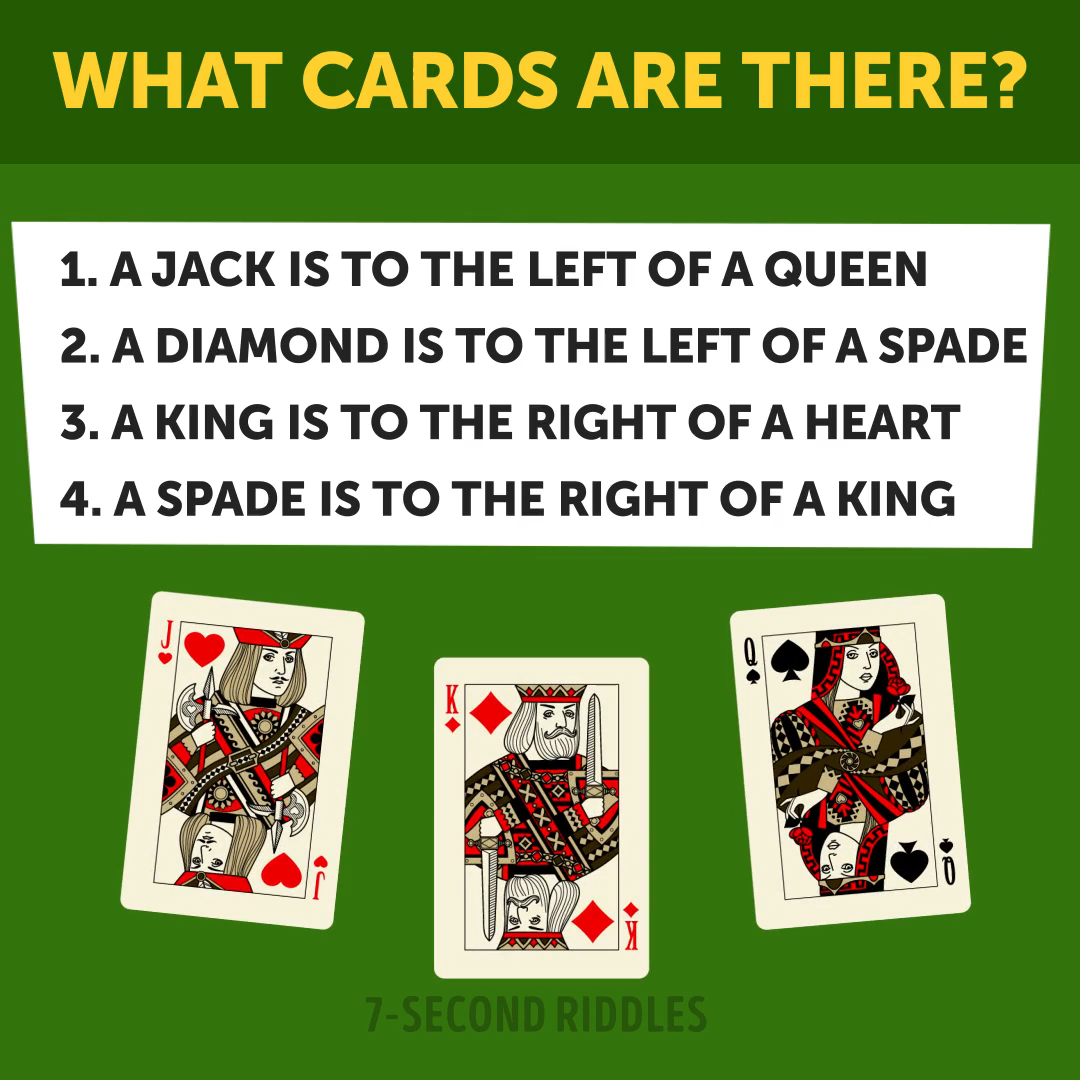 WHAT CARDS ARE THERE?
1. A JACK IS TO THE LEFT OF A QUEEN
2. A DIAMOND IS TO THE LEFT OF A SPADE
3. A KING IS TO THE RIGHT OF A HEART
4. A SPADE IS TO THE RIGHT OF A KING
J
J
K
K
Q
Q
7-SECOND RIDDLES